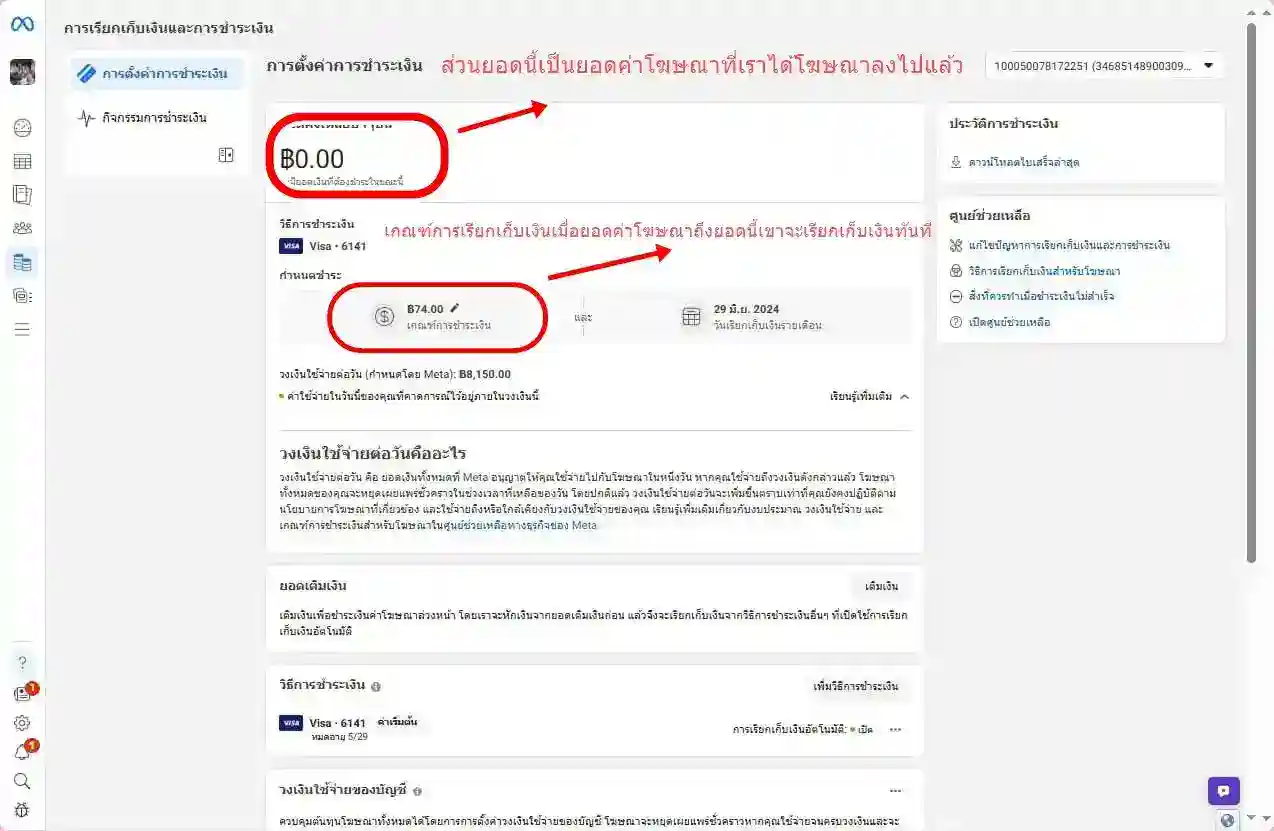 การเรียกเก็บเงินและการชำระเงิน
การตั้งค่าการชำระเงิน
กิจกรรมการชำระเงิน
การตั้งค่าการชำระเงิน
ส่วนยอดนี้เป็นยอดค่าโฆษณาที่เราได้โฆษณาลงไปแล้ว
100050078172251 (34685148900309...
฿0.00
มียอดเงินที่ต้องชำระในขณะนี้
วิธีการชำระเงิน
เกณฑ์การเรียกเก็บเงินเมื่อยอดค่าโฆษณาถึงยอดนี้เขาจะเรียกเก็บเงินทันที
VISA Visa · 6141
กำหนดชำระ
฿74.00
เกณฑ์การชำระเงิน
และ
29 มิ.ย. 2024
วันเรียกเก็บเงินรายเดือน
วงเงินใช้จ่ายต่อวัน (กำหนดโดย Meta): ฿8,150.00
ค่าใช้จ่ายในวันนี้ของคุณที่คาดการณ์ไว้อยู่ภายในวงเงินนี้
เรียนรู้เพิ่มเติม
วงเงินใช้จ่ายต่อวันคืออะไร
วงเงินใช้จ่ายต่อวัน คือ ยอดเงินทั้งหมดที่ Meta อนุญาตให้คุณใช้จ่ายไปกับโฆษณาในหนึ่งวัน หากคุณใช้จ่ายถึงวงเงินดังกล่าวแล้ว โฆษณา
ทั้งหมดของคุณจะหยุดเผยแพร่ชั่วคราวในช่วงเวลาที่เหลือของวัน โดยปกติแล้ว วงเงินใช้จ่ายต่อวันจะเพิ่มขึ้นตราบเท่าที่คุณยังคงปฏิบัติตาม
นโยบายการโฆษณาที่เกี่ยวข้อง และใช้จ่ายถึงหรือใกล้เคียงกับวงเงินใช้จ่ายของคุณ เรียนรู้เพิ่มเติมเกี่ยวกับงบประมาณ วงเงินใช้จ่าย และ
เกณฑ์การชำระเงินสำหรับโฆษณาในศูนย์ช่วยเหลือทางธุรกิจของ Meta
ยอดเติมเงิน
เติมเงิน
เติมเงินเพื่อชำระเงินค่าโฆษณาล่วงหน้า โดยเราจะหักเงินจากยอดเติมเงินก่อน แล้วจึงจะเรียกเก็บเงินจากวิธีการชำระเงินอื่นๆ ที่เปิดใช้การเรียก
เก็บเงินอัตโนมัติ
วิธีการชำระเงิน
เพิ่มวิธีการชำระเงิน
VISA Visa · 6141 ค่าเริ่มต้น
หมดอายุ 5/29
การเรียกเก็บเงินอัตโนมัติ: เปิด
วงเงินใช้จ่ายของบัญชี
ควบคุมต้นทุนโฆษณาทั้งหมดได้โดยการการตั้งค่าวงเงินใช้จ่ายของบัญชี โฆษณาจะหยุดเผยแพร่ชั่วคราวหากคุณใช้จ่ายจนครบวงเงินและจะ
ประวัติการชำระเงิน
ดาวน์โหลดใบเสร็จล่าสุด
ศูนย์ช่วยเหลือ
แก้ไขปัญหาการเรียกเก็บเงินและการชำระเงิน
วิธีการเรียกเก็บเงินสำหรับโฆษณา
สิ่งที่ควรทำเมื่อชำระเงินไม่สำเร็จ
เปิดศูนย์ช่วยเหลือ
1
1